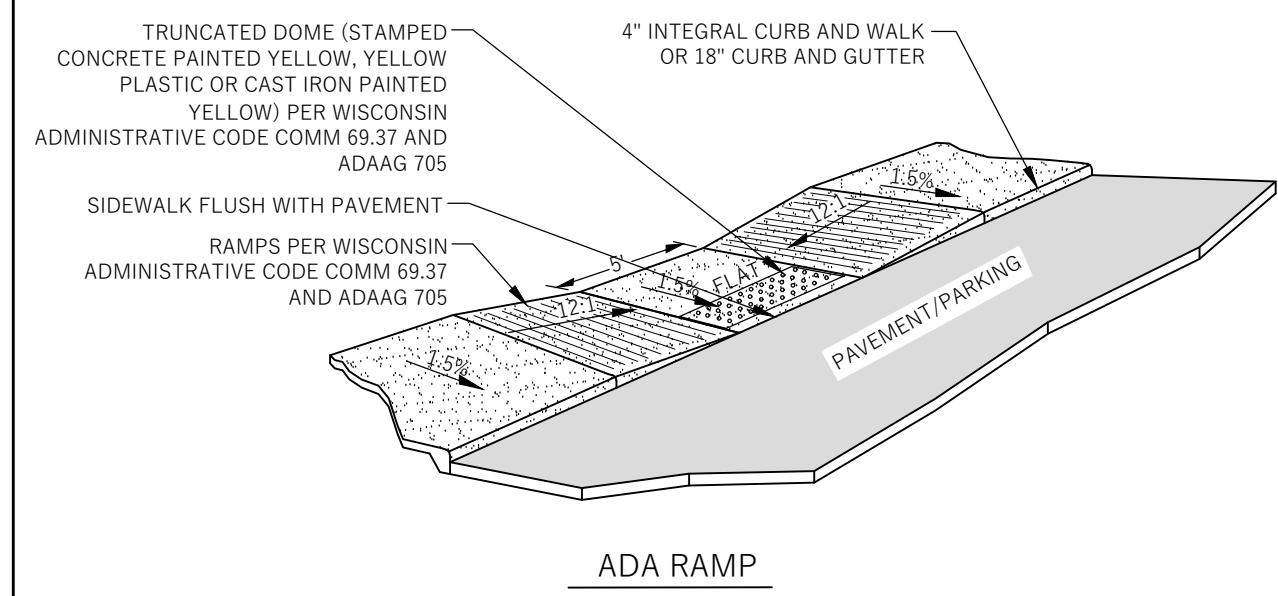 TRUNCATED DOME (STAMPED
CONCRETE PAINTED YELLOW, YELLOW
PLASTIC OR CAST IRON PAINTED
YELLOW) PER WISCONSIN
ADMINISTRATIVE CODE COMM 69.37 AND
ADAAG 705
4" INTEGRAL CURB AND WALK
OR 18" CURB AND GUTTER
SIDEWALK FLUSH WITH PAVEMENT
RAMPS PER WISCONSIN
ADMINISTRATIVE CODE COMM 69.37
AND ADAAG 705
1.5%
12:1
5'
1.5%
FLAT
12:1
1.5%
PAVEMENT/PARKING
ADA RAMP